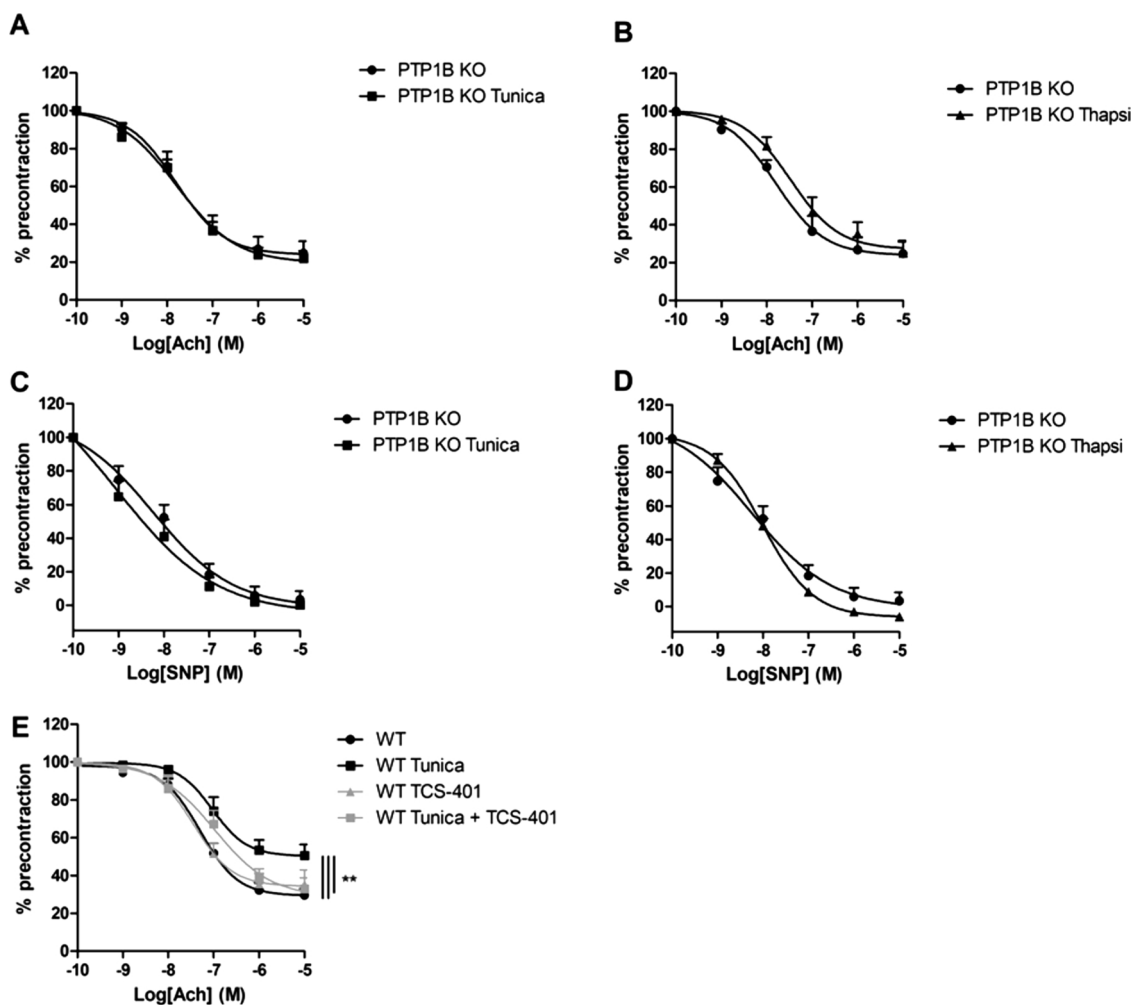 A
120
100
80
60
40
20
0
% precontraction
-10 -9 -8 -7 -6 -5
Log[Ach] (M)
PTP1B KO
PTP1B KO Tunica
B
120
100
80
60
40
20
0
% precontraction
-10 -9 -8 -7 -6 -5
Log[Ach] (M)
PTP1B KO
PTP1B KO Thapsi
C
120
100
80
60
40
20
0
% precontraction
-10 -9 -8 -7 -6 -5
Log[SNP] (M)
PTP1B KO
PTP1B KO Tunica
D
120
100
80
60
40
20
0
% precontraction
-10 -9 -8 -7 -6 -5
Log[SNP] (M)
PTP1B KO
PTP1B KO Thapsi
E
120
100
80
60
40
20
0
% precontraction
-10 -9 -8 -7 -6 -5
Log[Ach] (M)
WT
WT Tunica
WT TCS-401
WT Tunica + TCS-401
**